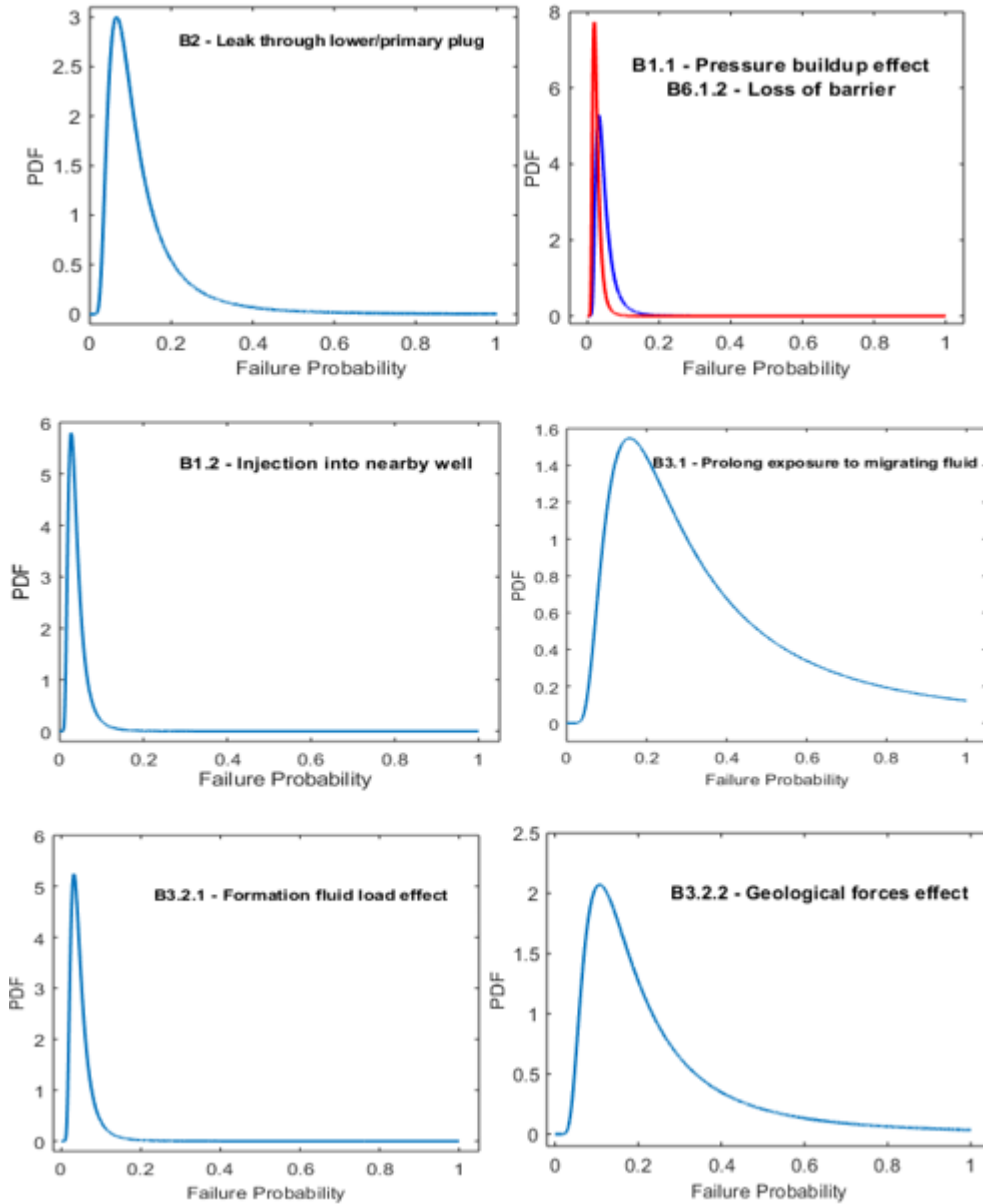 3
B2 - Leak through lower/primary plug
2.5
2
PDF
1.5
1
0.5
0
0 0.2 0.4 0.6 0.8 1
Failure Probability
8
B1.1 - Pressure buildup effect
B6.1.2 - Loss of barrier
6
PDF
4
2
0
0 0.2 0.4 0.6 0.8 1
Failure Probability
6
B1.2 - Injection into nearby well
5
4
PDF
3
2
1
0
0 0.2 0.4 0.6 0.8 1
Failure Probability
1.6
B3.1 - Prolong exposure to migrating fluid
1.4
1.2
1
PDF
0.8
0.6
0.4
0.2
0
0 0.2 0.4 0.6 0.8 1
Failure Probability
6
5
B3.2.1 - Formation fluid load effect
4
3
PDF
2
1
0
0 0.2 0.4 0.6 0.8 1
Failure Probability
2.5
2
B3.2.2 - Geological forces effect
1.5
PDF
1
0.5
0
0 0.2 0.4 0.6 0.8 1
Failure Probability